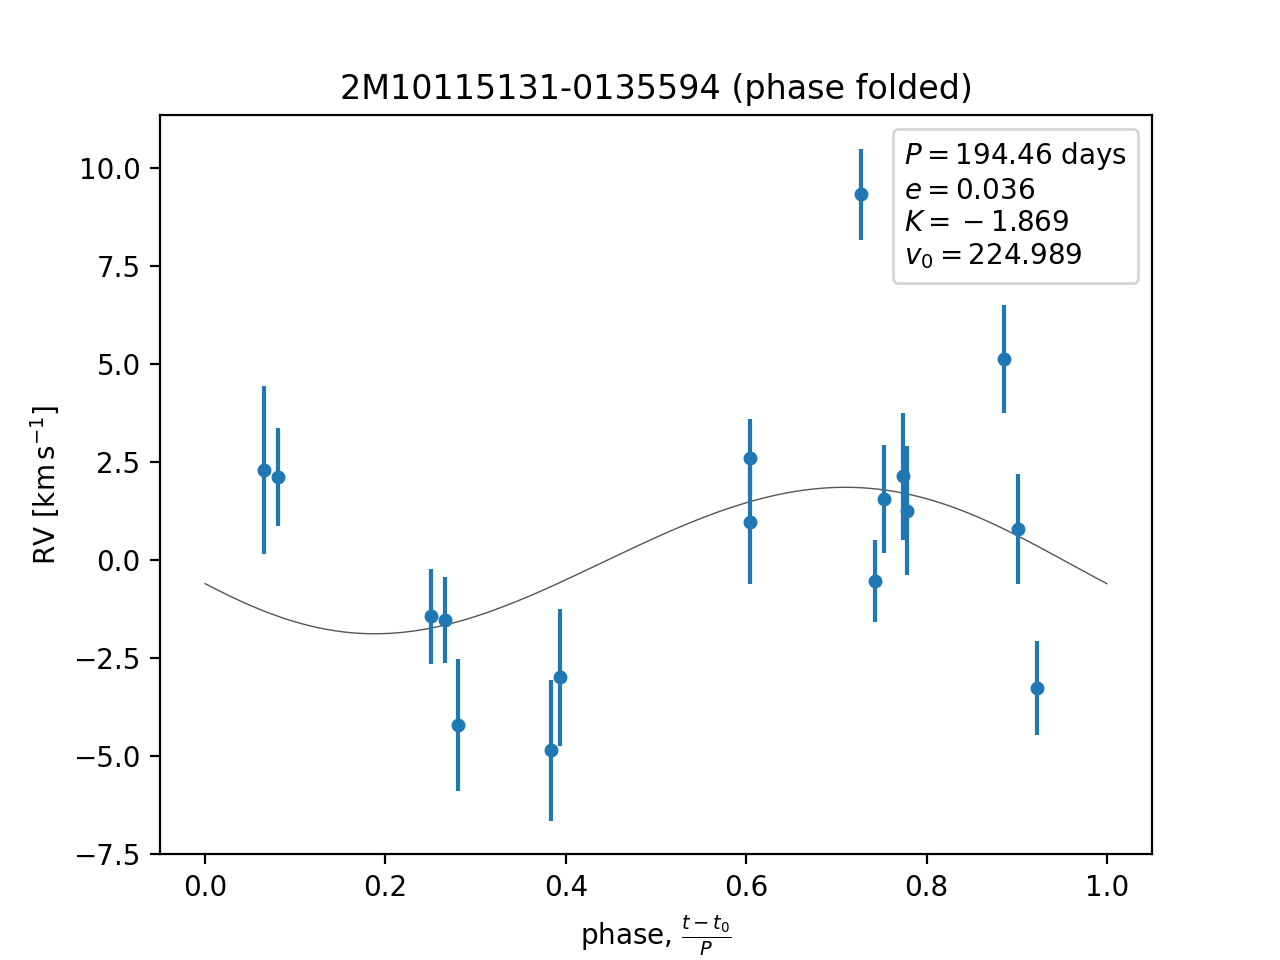 2M10115131-0135594 (phase folded)
P = 194.46 days
e = 0.036
K = −1.869
v₀ = 224.989
10.0
7.5
5.0
2.5
0.0
−2.5
−5.0
−7.5
RV [km s⁻¹]
0.0 0.2 0.4 0.6 0.8 1.0
phase, (t − t₀)/P